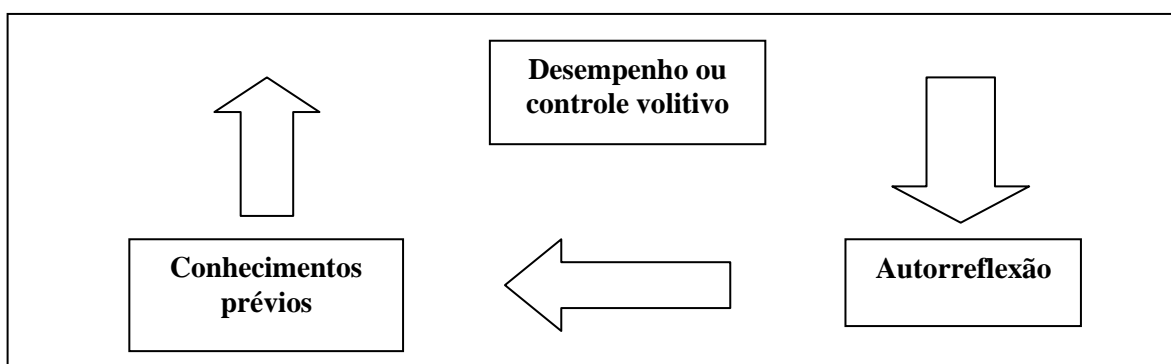 Desempenho ou
controle volitivo
Conhecimentos
prévios
Autorreflexão